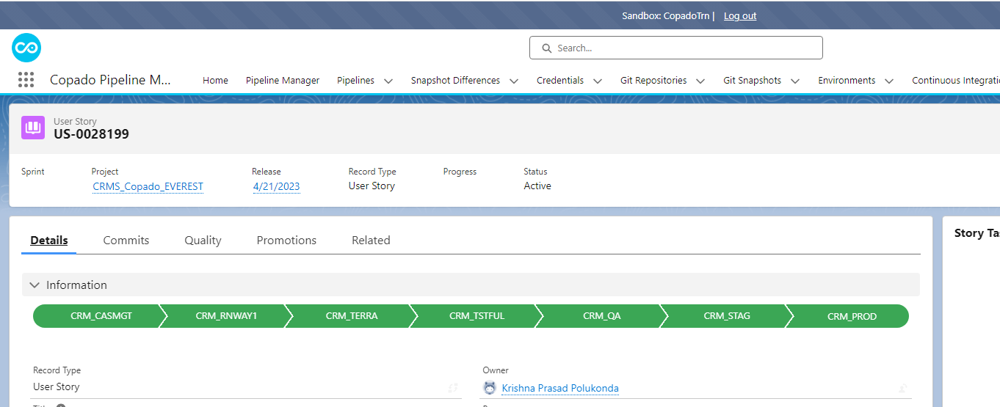 Sandbox: CopadoTrn | Log out
Search...
Copado Pipeline M... Home Pipeline Manager Pipelines Snapshot Differences Credentials Git Repositories Git Snapshots Environments Continuous Integrati
User Story
US-0028199
Sprint Project Release Record Type Progress Status
CRMS_Copado_EVEREST 4/21/2023 User Story Active
Details Commits Quality Promotions Related
Story Ta
Information
CRM_CASMGT CRM_RNWAY1 CRM_TERRA CRM_TSTFUL CRM_QA CRM_STAG CRM_PROD
Record Type Owner
User Story Krishna Prasad Polukonda